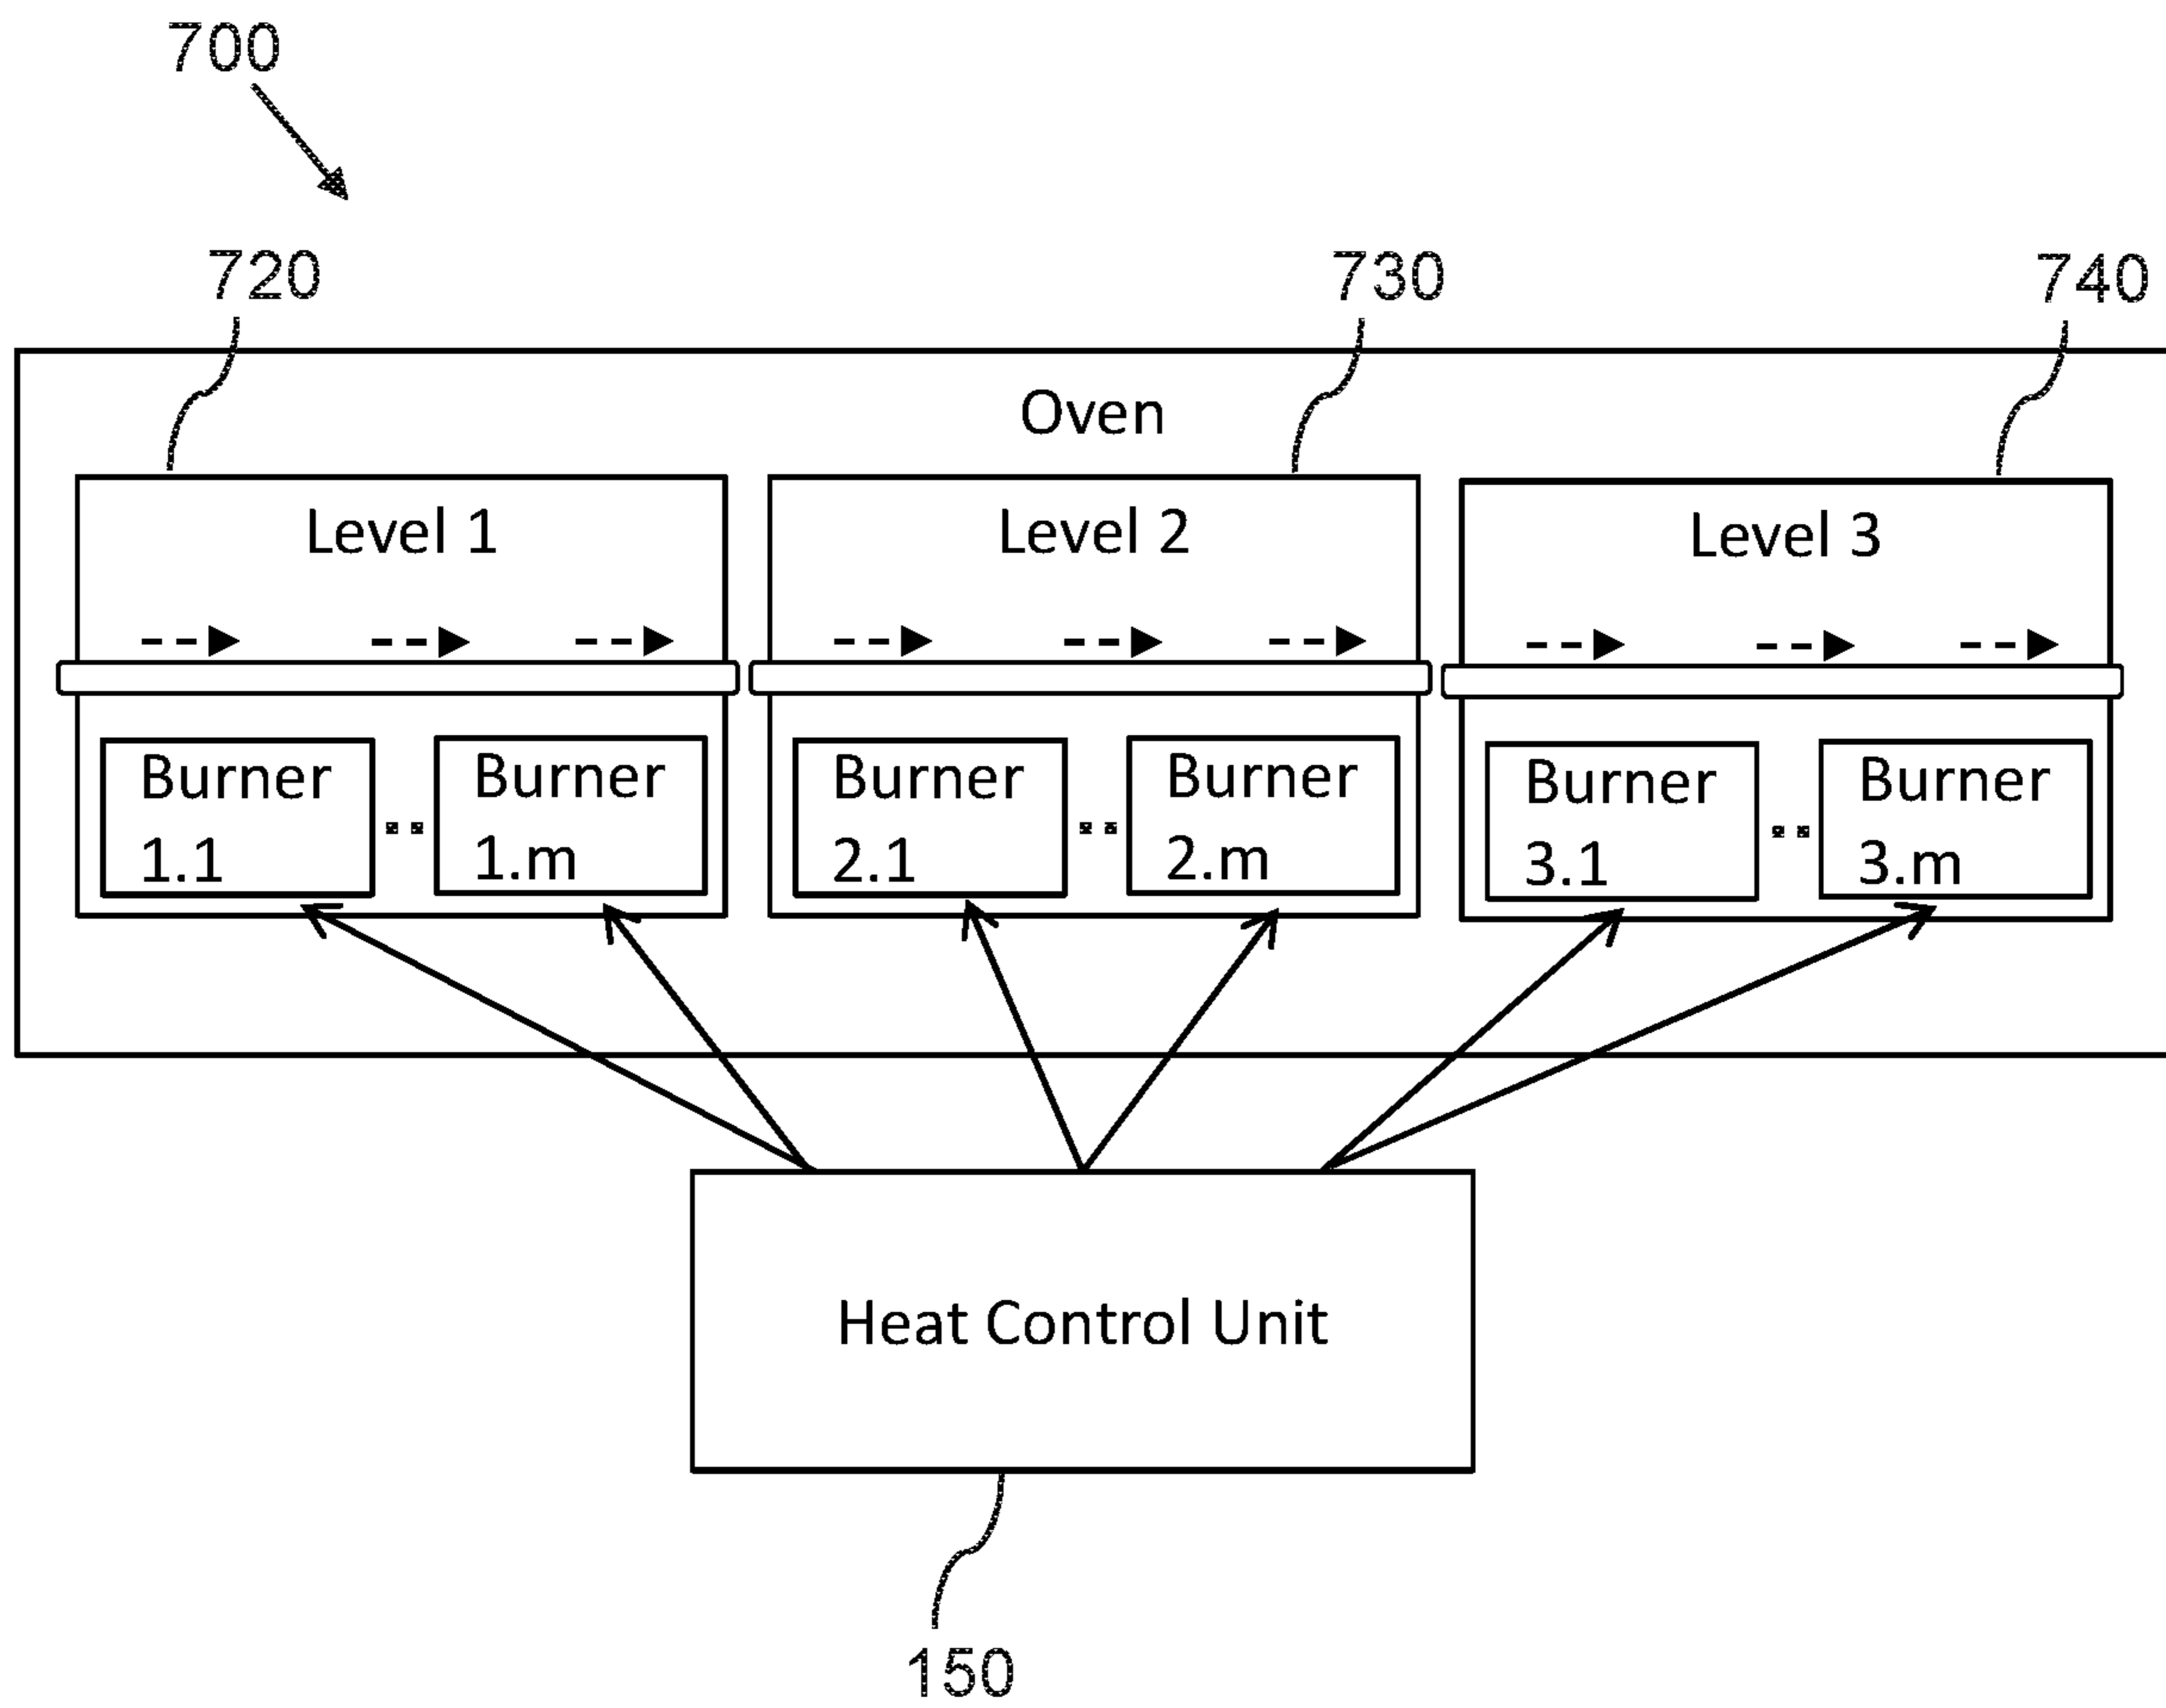 700
720
730
740
Oven
Level 1
Level 2
Level 3
Burner
1.1
..
Burner
1.m
Burner
2.1
..
Burner
2.m
Burner
3.1
..
Burner
3.m
Heat Control Unit
150